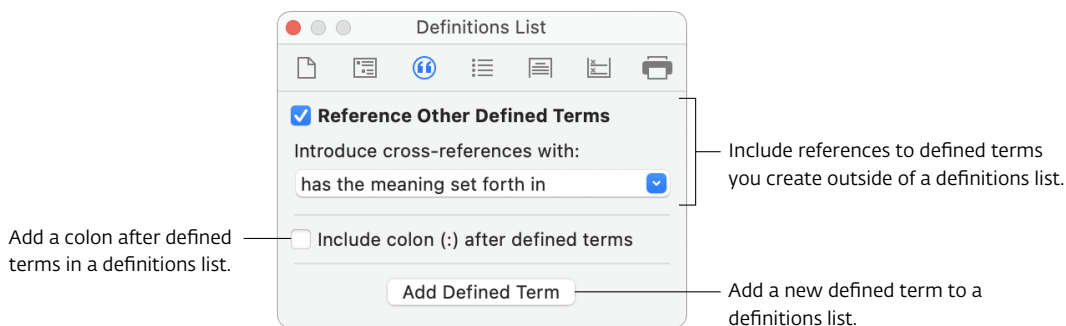 Definitions List
Reference Other Defined Terms
Introduce cross-references with:
has the meaning set forth in
Include references to defined terms
you create outside of a definitions list.
Add a colon after defined
terms in a definitions list.
Include colon (:) after defined terms
Add Defined Term
Add a new defined term to a
definitions list.